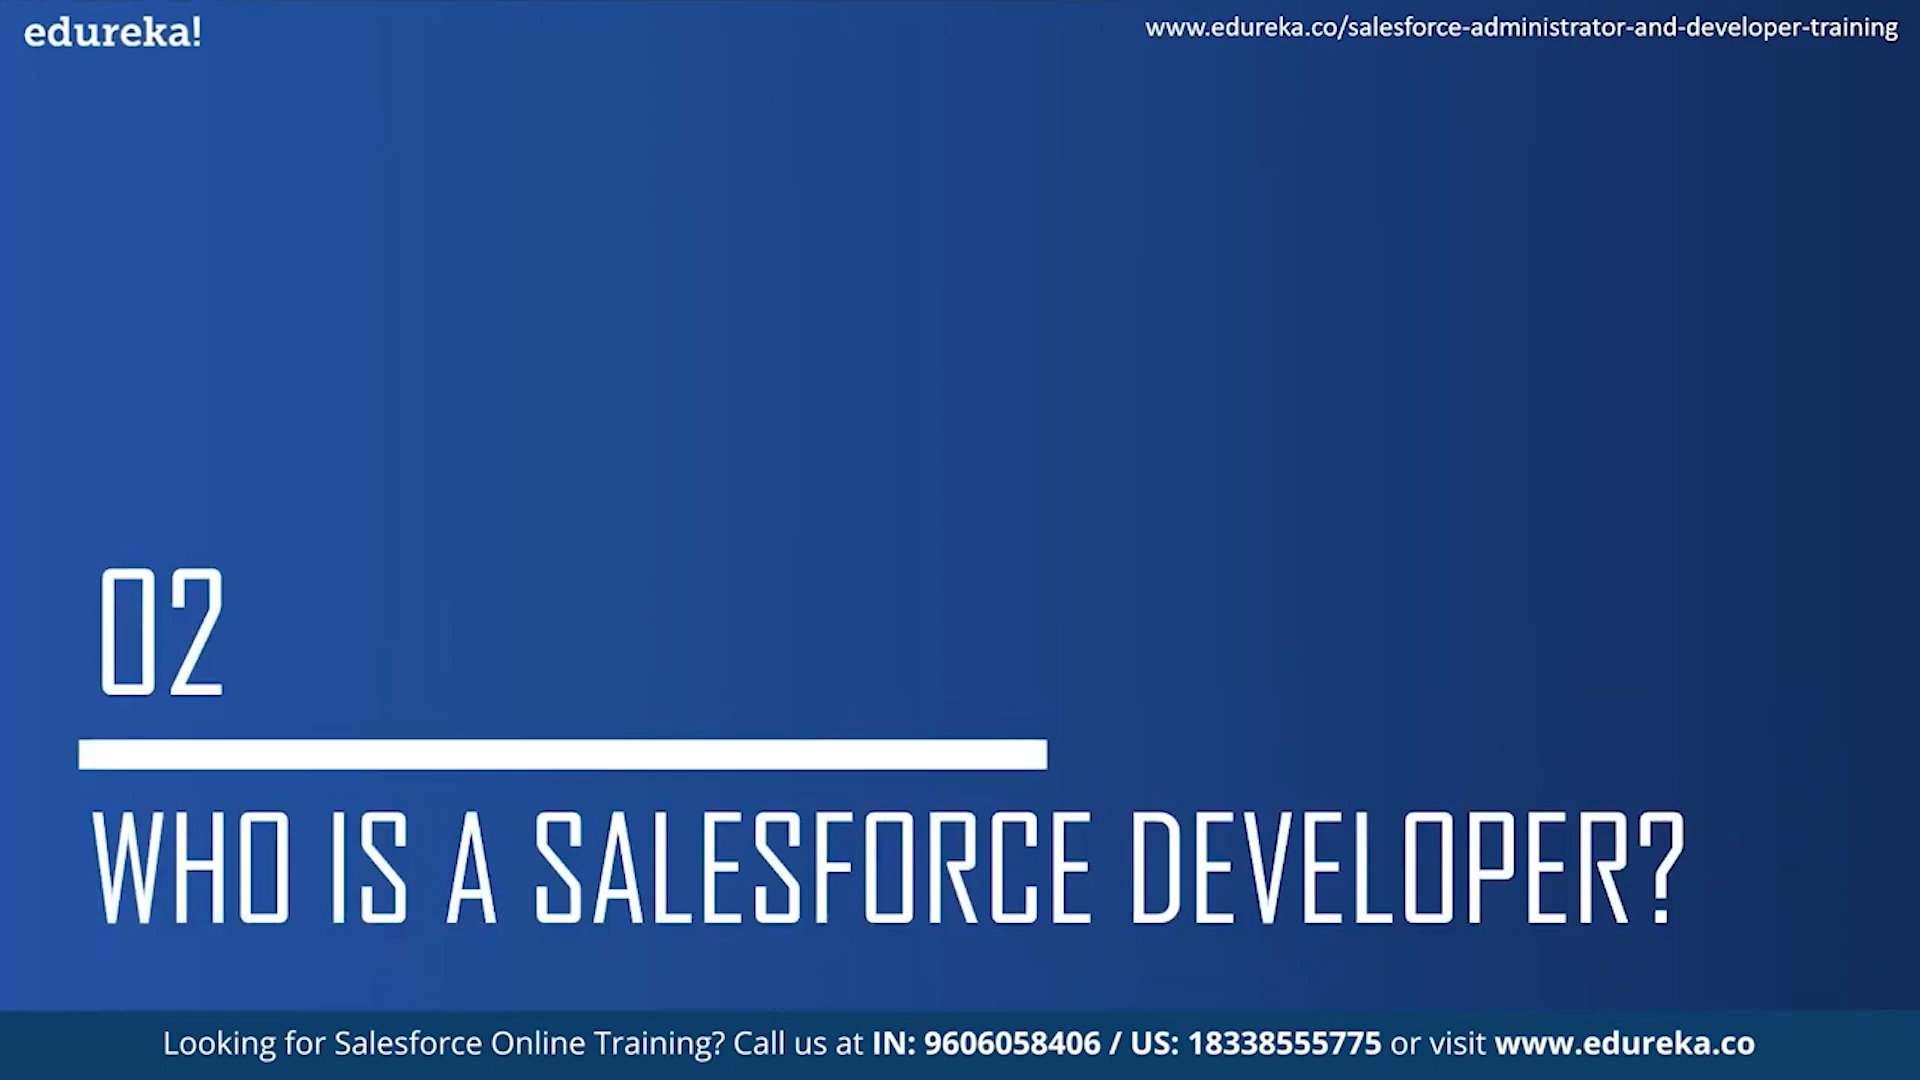 edureka!
www.edureka.co/salesforce-administrator-and-developer-training
02
WHO IS A SALESFORCE DEVELOPER?
Looking for Salesforce Online Training? Call us at IN: 9606058406 / US: 18338555775 or visit www.edureka.co